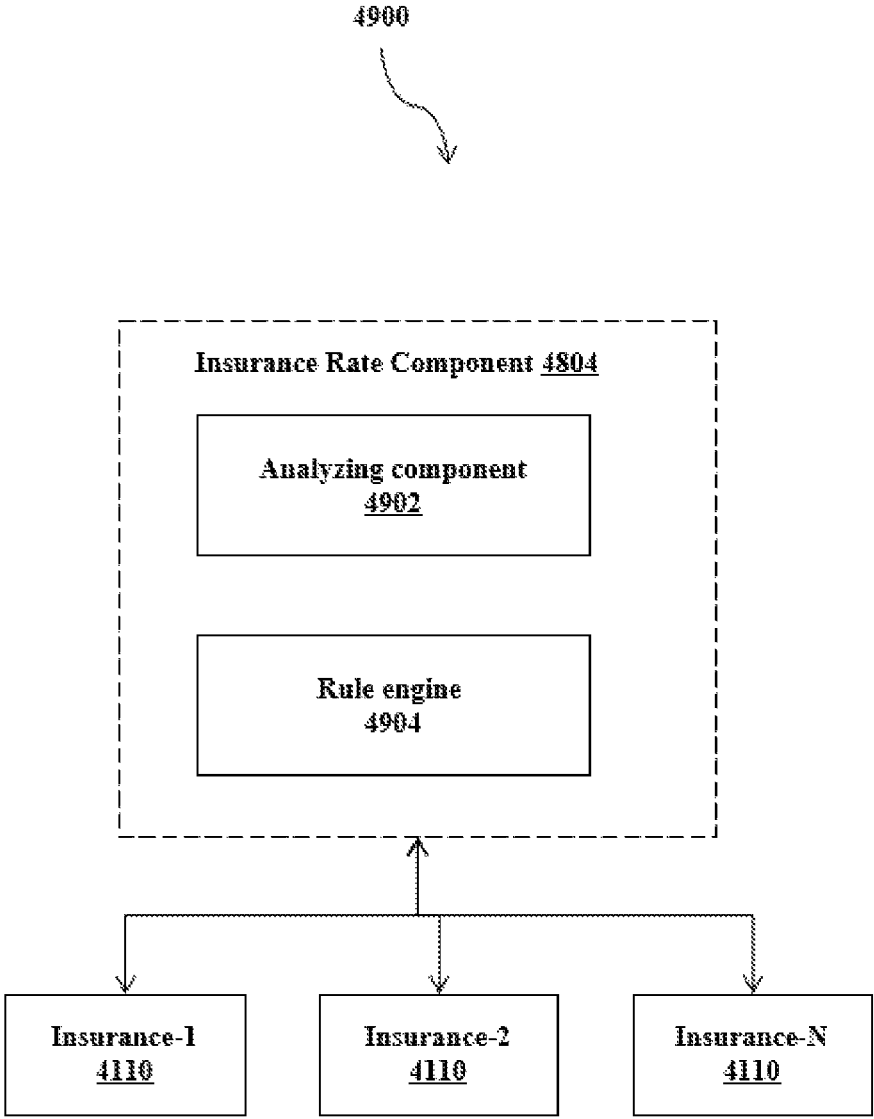 4900
Insurance Rate Component 4804
Analyzing component
4902
Rule engine
4904
Insurance-1
4110
Insurance-2
4110
Insurance-N
4110